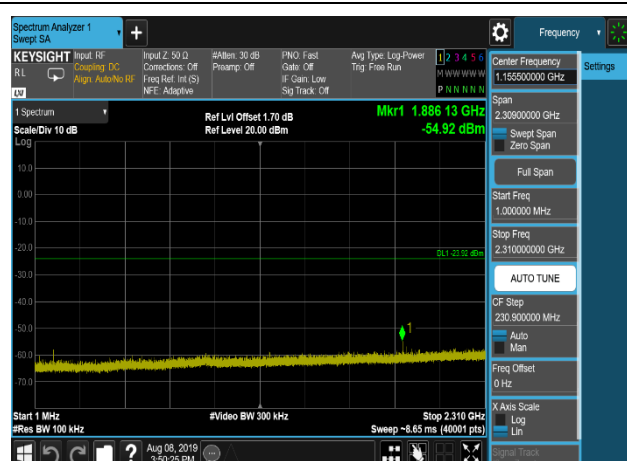 Spectrum Analyzer 1
Swept SA
+
Frequency
KEYSIGHT
RL
LXI
Input: RF
Coupling: DC
Align: Auto/No RF
Input Z: 50 Ω
Corrections: Off
Freq Ref: Int (S)
NFE: Adaptive
#Atten: 30 dB
Preamp: Off
PNO: Fast
Gate: Off
IF Gain: Low
Sig Track: Off
Avg Type: Log-Power
Trig: Free Run
1 2 3 4 5 6
M W W W W W
P N N N N N
1 Spectrum
Scale/Div 10 dB
Log
Ref Lvl Offset 1.70 dB
Ref Level 20.00 dBm
Mkr1 1.886 13 GHz
-54.92 dBm
10.0
0.00
-10.0
-20.0
DL1 -23.92 dBm
-30.0
-40.0
-50.0
-60.0
-70.0
1
Start 1 MHz
#Res BW 100 kHz
#Video BW 300 kHz
Stop 2.310 GHz
Sweep ~8.65 ms (40001 pts)
Center Frequency
1.155500000 GHz
Settings
Span
2.30900000 GHz
Swept Span
Zero Span
Full Span
Start Freq
1.000000 MHz
Stop Freq
2.310000000 GHz
AUTO TUNE
CF Step
230.900000 MHz
Auto
Man
Freq Offset
0 Hz
X Axis Scale
Log
Lin
Signal Track
?
Aug 08, 2019
3:50:25 PM